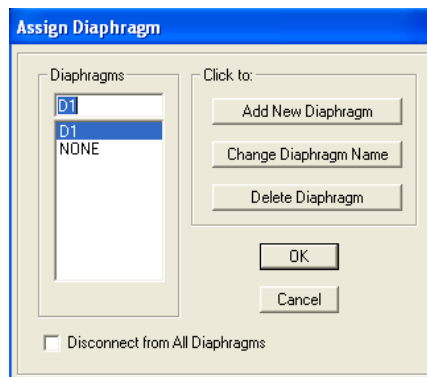 Assign Diaphragm
Diaphragms
D1
D1
NONE
Click to:
Add New Diaphragm
Change Diaphragm Name
Delete Diaphragm
OK
Cancel
Disconnect from All Diaphragms